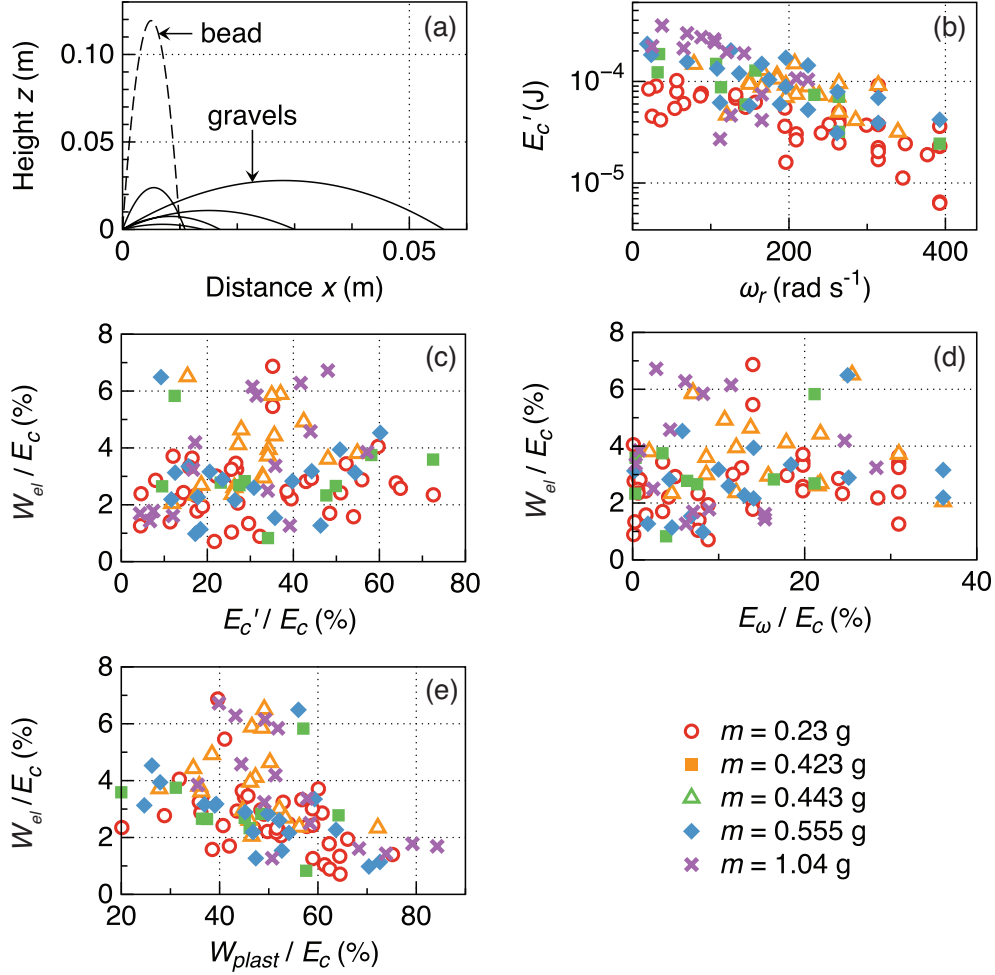 (a)
bead
gravels
0.10
0.05
0
Height z (m)
0
0.05
Distance x (m)
(b)
10⁻⁴
10⁻⁵
E_c' (J)
0
200
400
ω_r (rad s⁻¹)
(c)
8
6
4
2
0
W_el / E_c (%)
0
20
40
60
80
E_c' / E_c (%)
(d)
8
6
4
2
0
W_el / E_c (%)
0
20
40
E_ω / E_c (%)
(e)
8
6
4
2
0
W_el / E_c (%)
20
40
60
80
W_plast / E_c (%)
m = 0.23 g
m = 0.423 g
m = 0.443 g
m = 0.555 g
m = 1.04 g